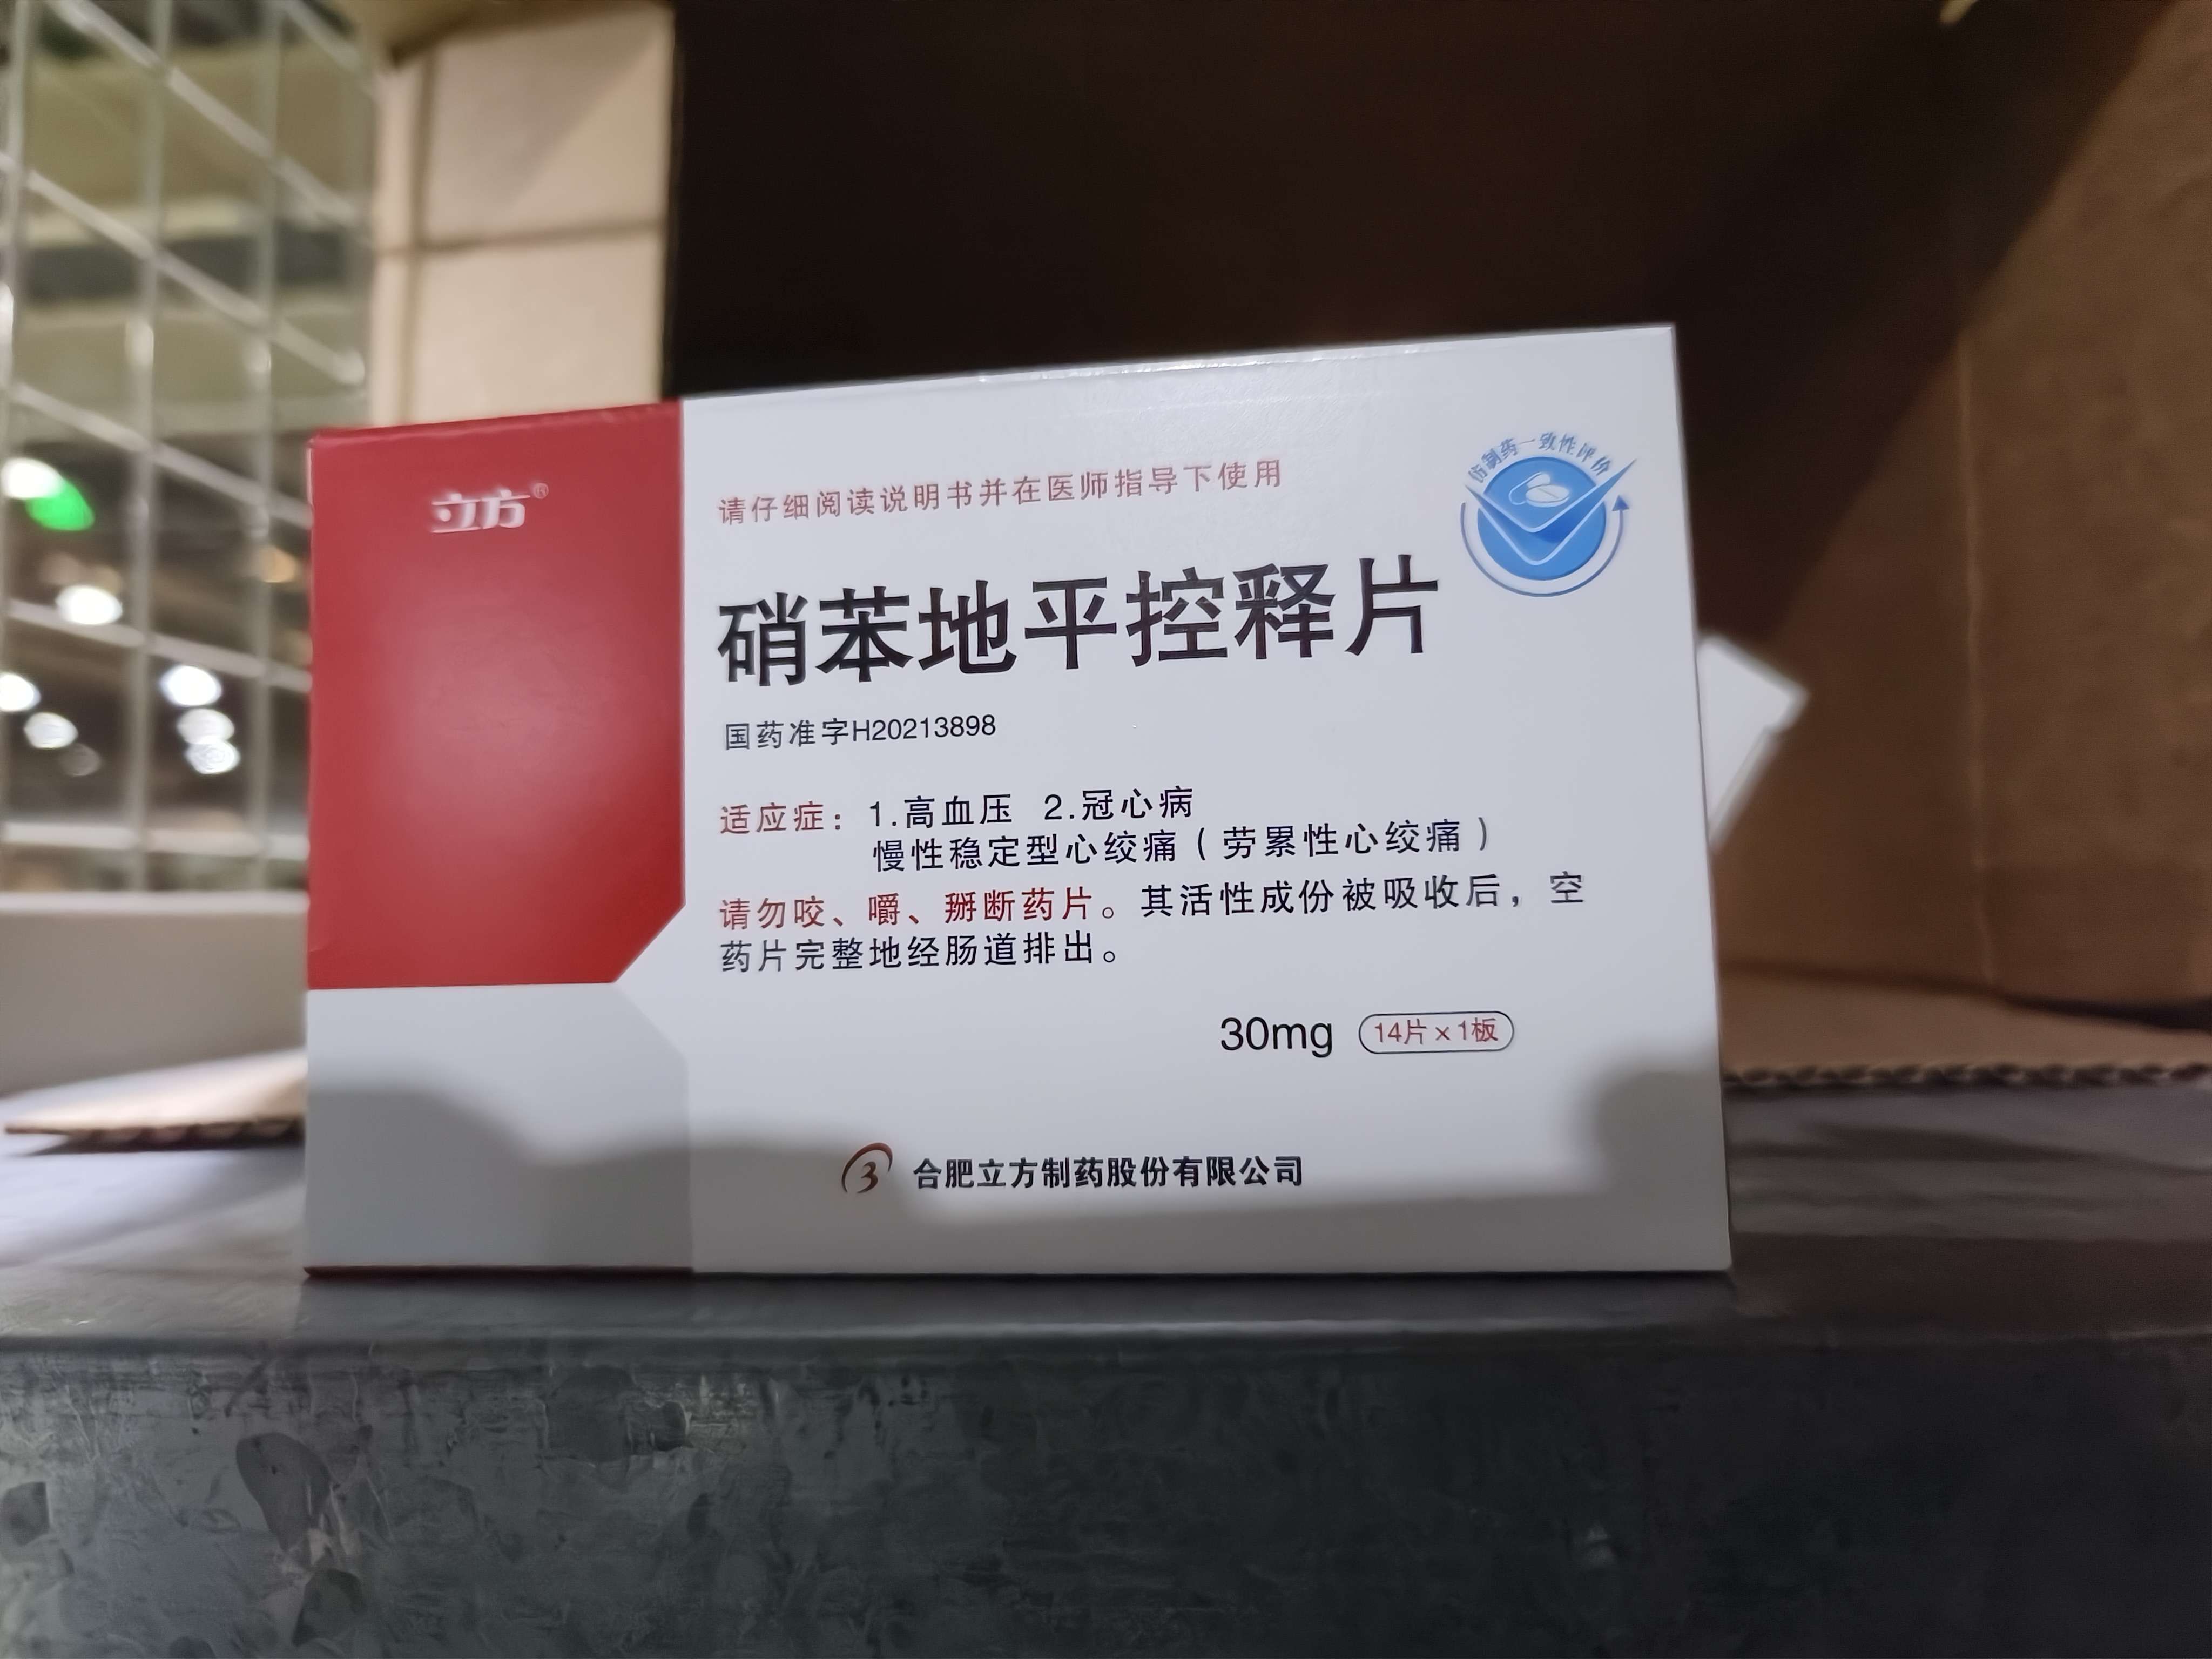 立方®
仿制药一致性评价
请仔细阅读说明书并在医师指导下使用
硝苯地平控释片
国药准字H20213898
适应症：1.高血压 2.冠心病
慢性稳定型心绞痛（劳累性心绞痛）
请勿咬、嚼、掰断药片。其活性成份被吸收后，空
药片完整地经肠道排出。
30mg 14片×1板
合肥立方制药股份有限公司